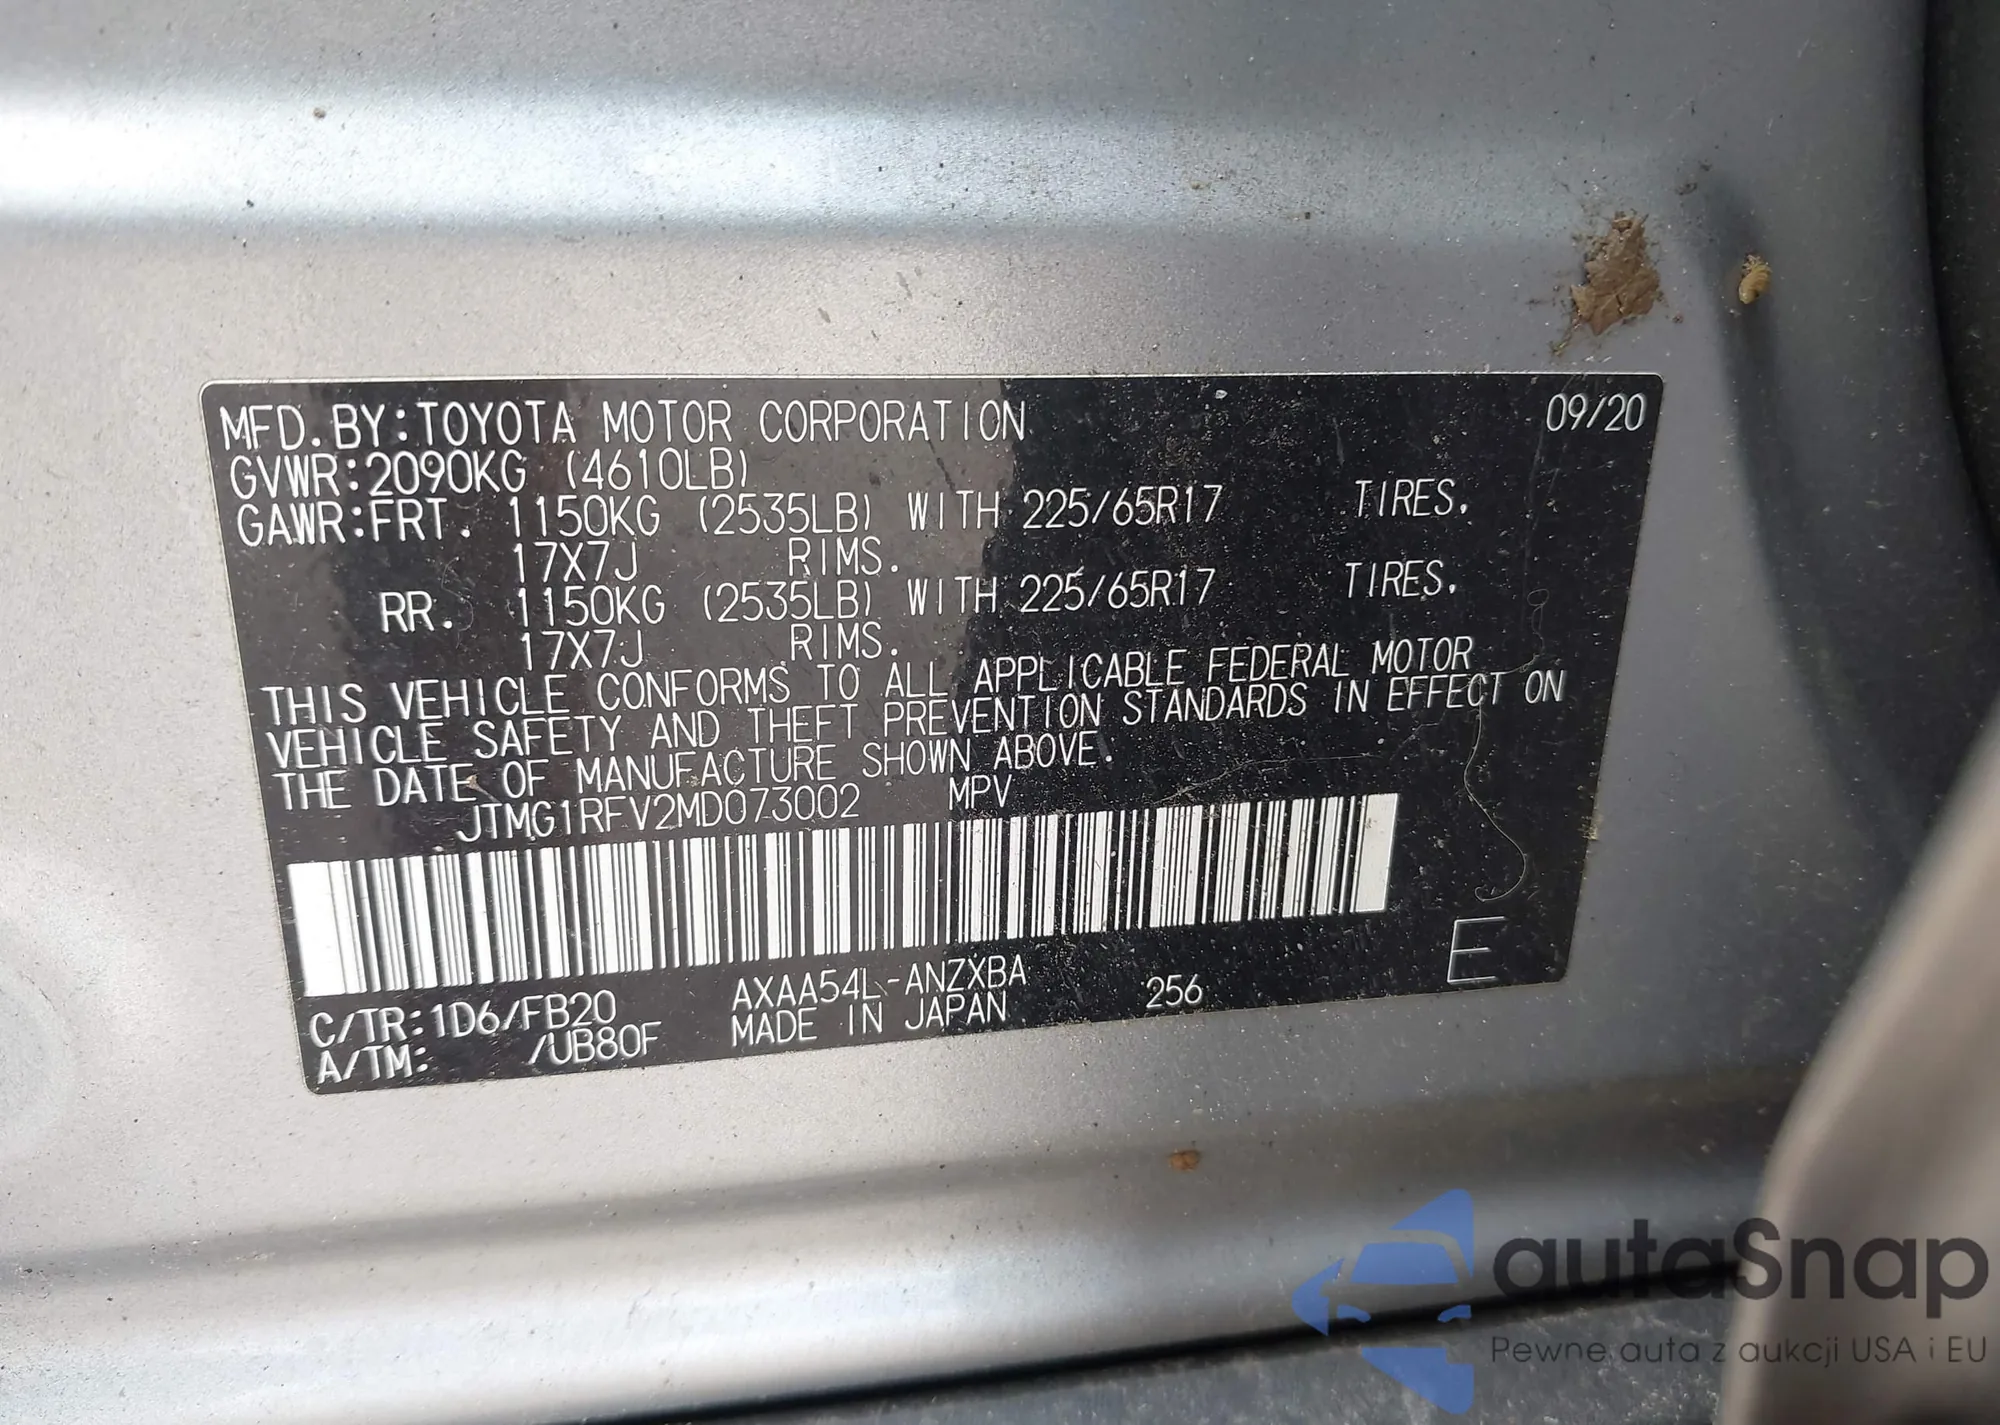 MFD.BY:TOYOTA MOTOR CORPORATION 09/20
GVWR:2090KG (4610LB)
GAWR:FRT. 1150KG (2535LB) WITH 225/65R17 TIRES.
17X7J RIMS.
RR. 1150KG (2535LB) WITH 225/65R17 TIRES.
17X7J RIMS.
THIS VEHICLE CONFORMS TO ALL APPLICABLE FEDERAL MOTOR
VEHICLE SAFETY AND THEFT PREVENTION STANDARDS IN EFFECT ON
THE DATE OF MANUFACTURE SHOWN ABOVE.
JTMG1RFV2MD073002 MPV
C/TR:1D6/FB20 AXAA54L-ANZXBA 256 E
A/TM: /UB80F MADE IN JAPAN
autaSnap
Pewne auta z aukcji USA i EU